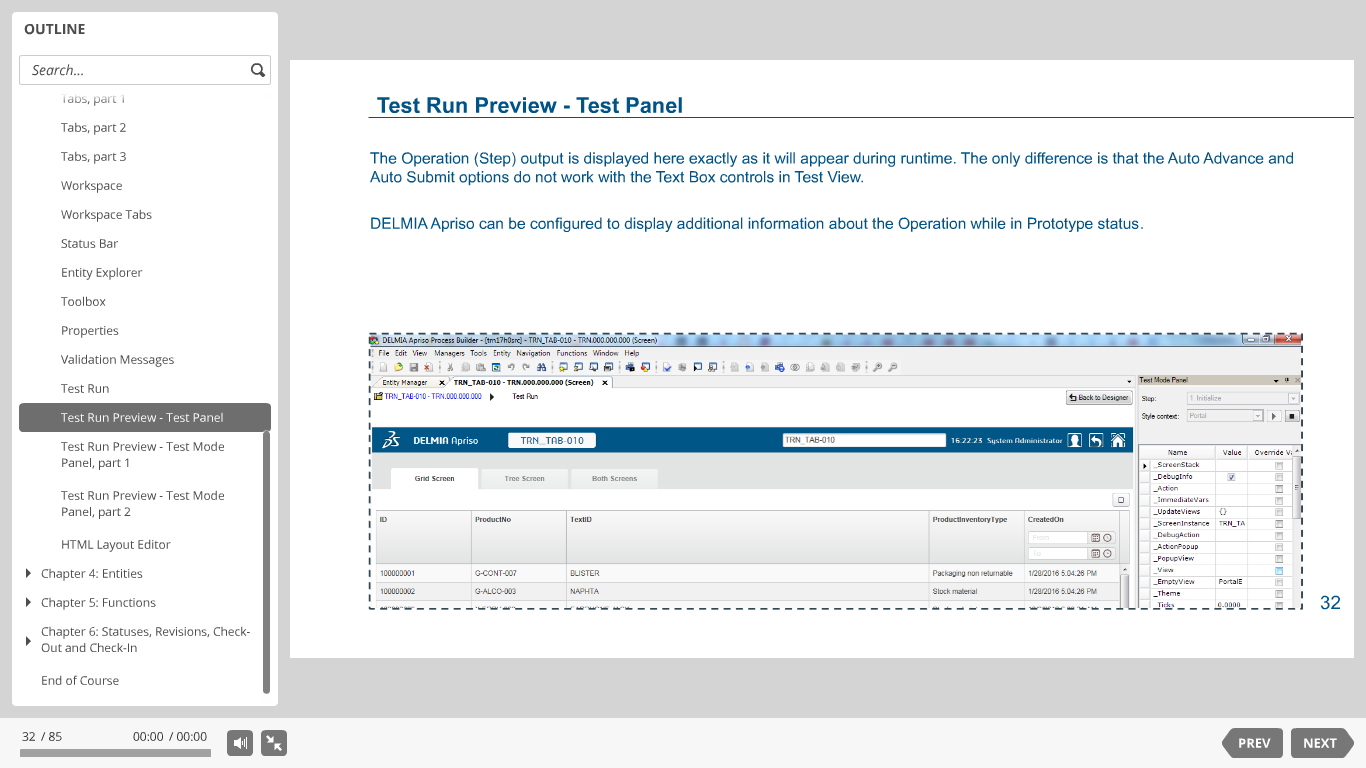 OUTLINE
Search...
Tabs, part 1
Tabs, part 2
Tabs, part 3
Workspace
Workspace Tabs
Status Bar
Entity Explorer
Toolbox
Properties
Validation Messages
Test Run
Test Run Preview - Test Panel
Test Run Preview - Test Mode
Panel, part 1
Test Run Preview - Test Mode
Panel, part 2
HTML Layout Editor
Chapter 4: Entities
Chapter 5: Functions
Chapter 6: Statuses, Revisions, Check-
Out and Check-In
End of Course
Test Run Preview - Test Panel
The Operation (Step) output is displayed here exactly as it will appear during runtime. The only difference is that the Auto Advance and
Auto Submit options do not work with the Text Box controls in Test View.
DELMIA Apriso can be configured to display additional information about the Operation while in Prototype status.
DELMIA Apriso Process Builder - [trn17h0src] - TRN_TAB-010 - TRN.000.000.000 (Screen)
File Edit View Managers Tools Entity Navigation Functions Window Help
Entity Manager TRN_TAB-010 - TRN.000.000.000 (Screen)
TRN_TAB-010 - TRN.000.000.000 Test Run Back to Designer
DELMIA Apriso TRN_TAB-010 TRN_TAB-010 16:22:23 System Administrator
Grid Screen Tree Screen Both Screens
ID ProductNo TextID ProductInventoryType CreatedOn
From
To
100000001 G-CONT-007 BLISTER Packaging non returnable 1/28/2016 5:04:26 PM
100000002 G-ALCO-003 NAPHTA Stock material 1/28/2016 5:04:26 PM
Test Mode Panel
Step: 1 Initialize
Style context: Portal
Name Value Override Va
_ScreenStack
_DebugInfo
_Action
_ImmediateVars
_UpdateViews {}
_ScreenInstance TRN_TA
_DebugAction
_ActionPopup
_PopupView
_View
_EmptyView PortalE
_Theme
Ticks 0.0000
32
32 / 85 00:00 / 00:00
PREV NEXT